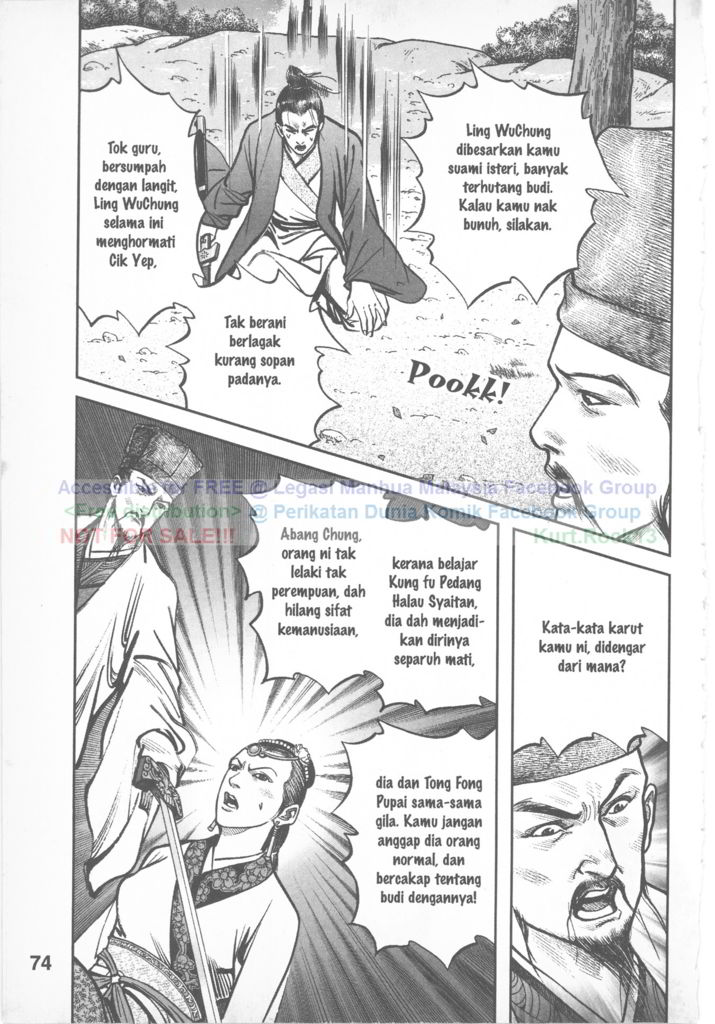 Tok guru,
bersumpah
dengan langit,
Ling WuChung
selama ini
menghormati
Cik Yep,
Ling WuChung
dibesarkan kamu
suami isteri, banyak
terhutang budi.
Kalau kamu nak
bunuh, silakan.
Tak berani
berlagak
kurang sopan
padanya.
Pookk!
Accessible for FREE @ Legasi Manhua Malaysia Facebook Group
<Free distribution> @ Perikatan Dunia Komik Facebook Group
NOT FOR SALE!!!
Abang Chung,
orang ni tak
lelaki tak
perempuan, dah
hilang sifat
kemanusiaan,
kerana belajar
Kung fu Pedang
Halau Syaitan,
dia dah menjadi-
kan dirinya
separuh mati,
dia dan Tong Fong
Pupai sama-sama
gila. Kamu jangan
anggap dia orang
normal, dan
bercakap tentang
budi dengannya!
Kata-kata karut
kamu ni, didengar
dari mana?
74